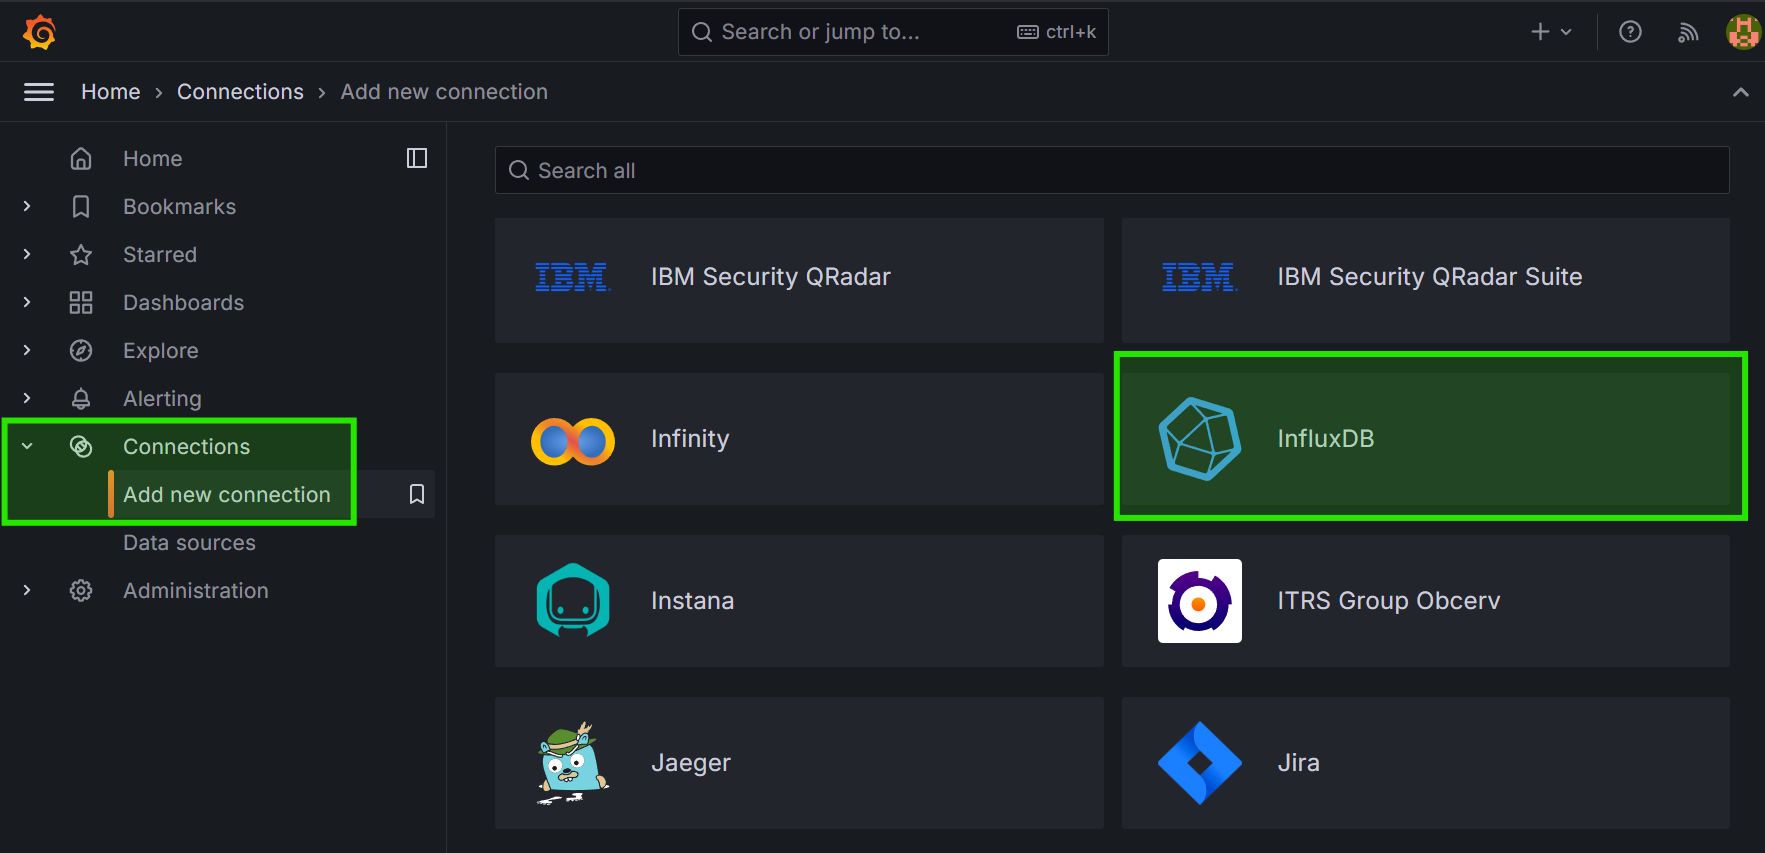 Search or jump to... ctrl+k
Home › Connections › Add new connection
Home
Bookmarks
Starred
Dashboards
Explore
Alerting
Connections
Add new connection
Data sources
Administration
Search all
IBM IBM Security QRadar
IBM IBM Security QRadar Suite
Infinity
InfluxDB
Instana
ITRS Group Obcerv
Jaeger
Jira